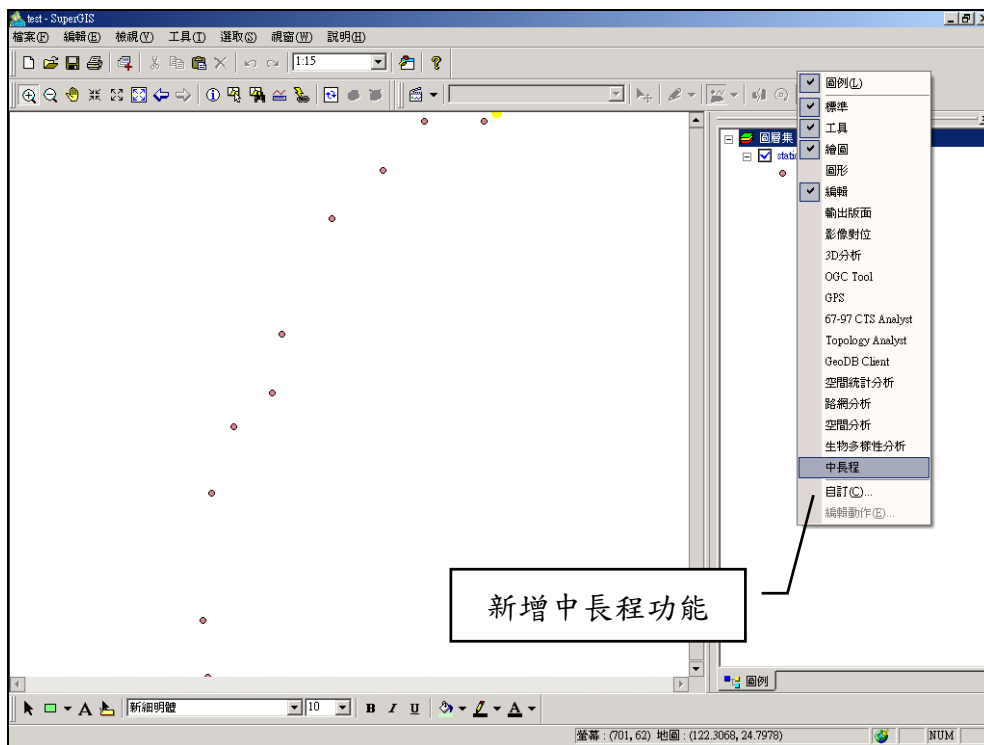 test - SuperGIS
檔案(F) 編輯(E) 檢視(V) 工具(I) 選取(S) 視窗(W) 說明(H)
1:15
圖層集
static
圖例(L)
標準
工具
繪圖
圖形
編輯
輸出版面
影像對位
3D分析
OGC Tool
GPS
67-97 CTS Analyst
Topology Analyst
GeoDB Client
空間統計分析
路網分析
空間分析
生物多樣性分析
中長程
自訂(C)...
編輯動作(E)...
新增中長程功能
圖例
新細明體 10 B I U A
螢幕 : (701, 62) 地圖 : (122.3068, 24.7978) NUM